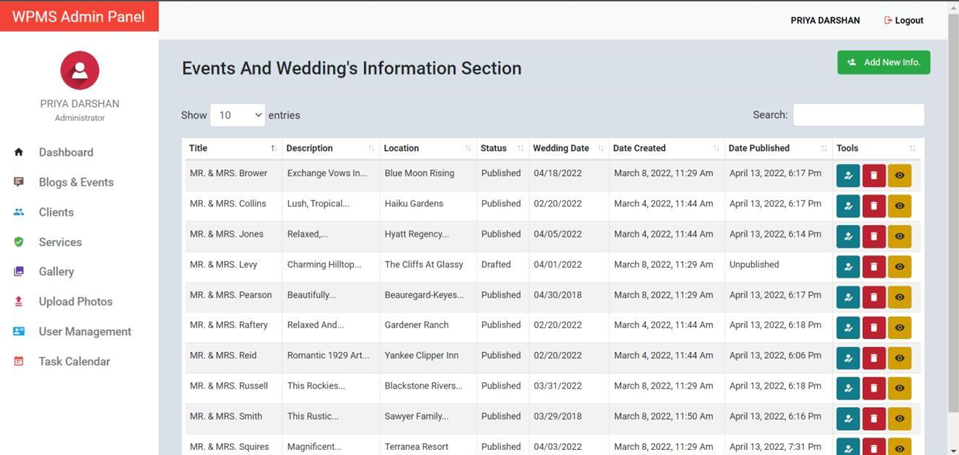 WPMS Admin Panel
PRIYA DARSHAN Logout
PRIYA DARSHAN
Administrator
Dashboard
Blogs & Events
Clients
Services
Gallery
Upload Photos
User Management
Task Calendar
Events And Wedding's Information Section
Add New Info.
Show 10 entries
Search:
Title Description Location Status Wedding Date Date Created Date Published Tools
MR. & MRS. Brower Exchange Vows In... Blue Moon Rising Published 04/18/2022 March 8, 2022, 11:29 Am April 13, 2022, 6:17 Pm
MR. & MRS. Collins Lush, Tropical... Haiku Gardens Published 02/20/2022 March 4, 2022, 11:44 Am April 13, 2022, 6:17 Pm
MR. & MRS. Jones Relaxed,... Hyatt Regency... Published 04/05/2022 March 4, 2022, 11:44 Am April 13, 2022, 6:14 Pm
MR. & MRS. Levy Charming Hilltop... The Cliffs At Glassy Drafted 04/01/2022 March 8, 2022, 11:29 Am Unpublished
MR. & MRS. Pearson Beautifully... Beauregard-Keyes... Published 04/30/2018 March 8, 2022, 11:29 Am April 13, 2022, 6:17 Pm
MR. & MRS. Raftery Relaxed And... Gardener Ranch Published 02/20/2022 March 4, 2022, 11:44 Am April 13, 2022, 6:18 Pm
MR. & MRS. Reid Romantic 1929 Art... Yankee Clipper Inn Published 02/20/2022 March 4, 2022, 11:44 Am April 13, 2022, 6:06 Pm
MR. & MRS. Russell This Rockies... Blackstone Rivers... Published 03/31/2022 March 8, 2022, 11:29 Am April 13, 2022, 6:18 Pm
MR. & MRS. Smith This Rustic... Sawyer Family... Published 03/29/2018 March 8, 2022, 11:50 Am April 13, 2022, 6:16 Pm
MR. & MRS. Squires Magnificent... Terranea Resort Published 04/03/2022 March 8, 2022, 11:29 Am April 13, 2022, 7:31 Pm